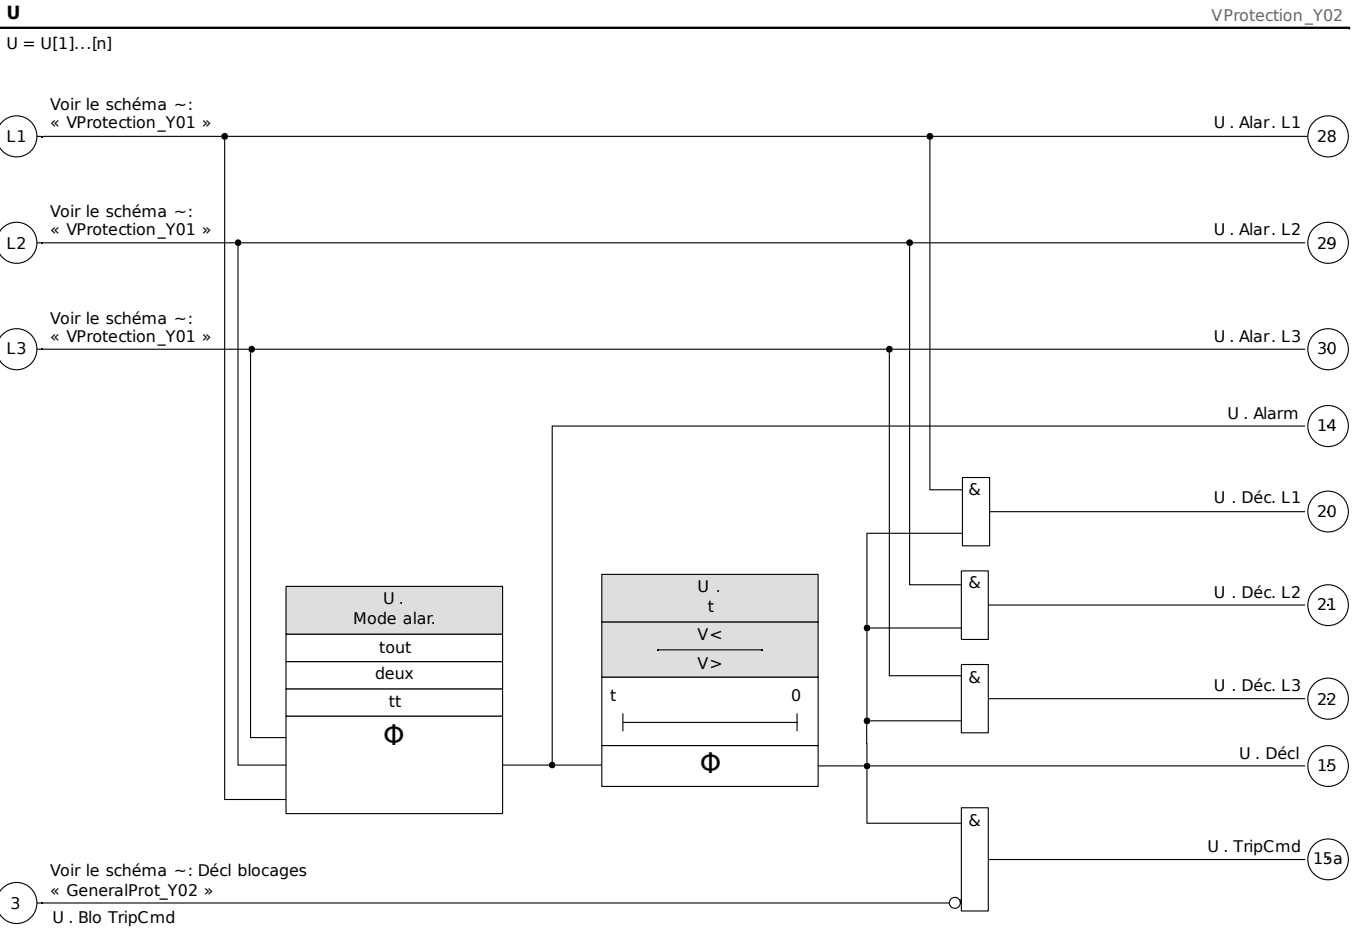 U
VProtection_Y02
U = U[1]...[n]
Voir le schéma ~:
« VProtection_Y01 »
L1
U . Alar. L1
28
Voir le schéma ~:
« VProtection_Y01 »
L2
U . Alar. L2
29
Voir le schéma ~:
« VProtection_Y01 »
L3
U . Alar. L3
30
U . Alarm
14
&
U . Déc. L1
20
&
U . Déc. L2
21
U .
Mode alar.
tout
deux
tt
Φ
U .
t
V<
V>
t 0
Φ
&
U . Déc. L3
22
U . Décl
15
&
U . TripCmd
15a
Voir le schéma ~: Décl blocages
« GeneralProt_Y02 »
3
U . Blo TripCmd